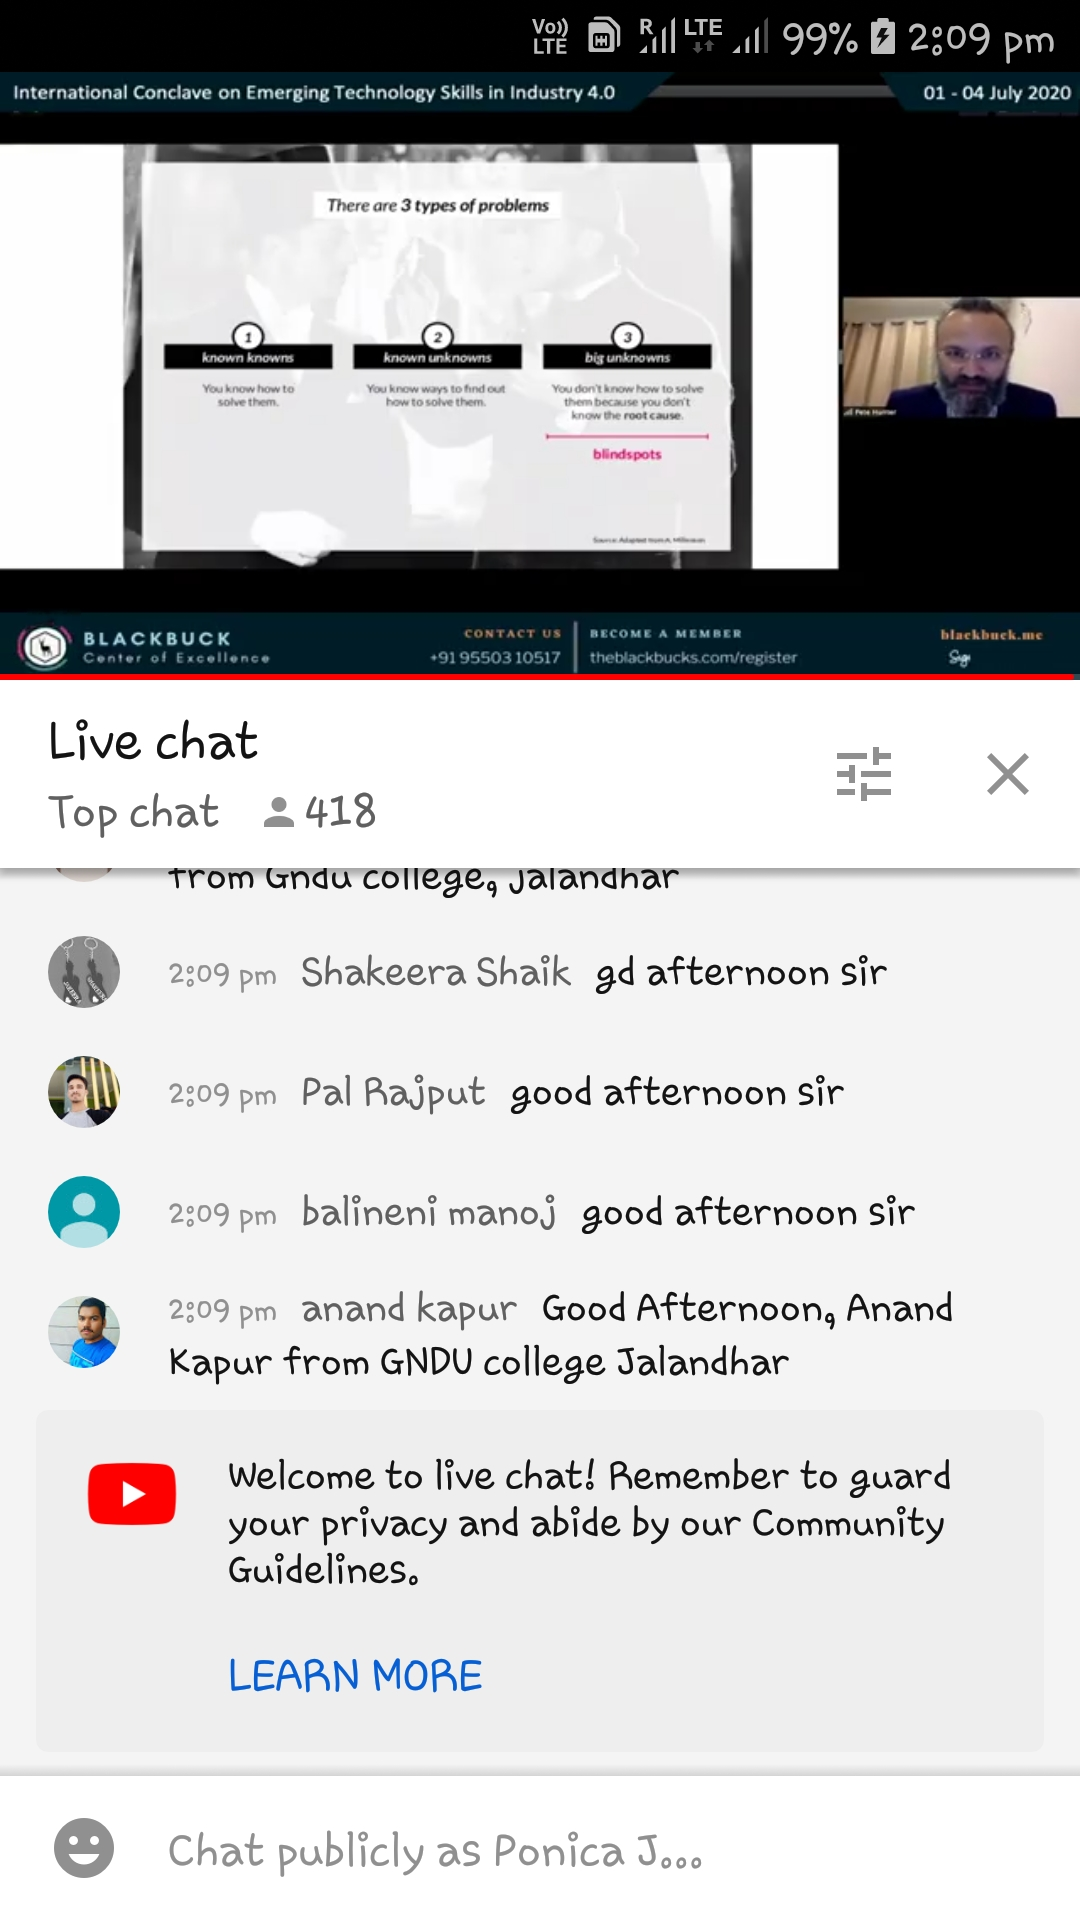 Vo)) LTE R LTE 99% 2:09 pm
International Conclave on Emerging Technology Skills in Industry 4.0 01 - 04 July 2020
There are 3 types of problems
1 2 3
known knowns known unknowns big unknowns
You know how to You know ways to find out You don't know how to solve
solve them. how to solve them. them because you don't
know the root cause.
blindspots
Source: Adapted from A.
BLACKBUCK CONTACT US BECOME A MEMBER blackbuck.me
Center of Excellence +91 95503 10517 theblackbucks.com/register
Live chat
Top chat 418
from Gndu college, jalandhar
2:09 pm Shakeera Shaik gd afternoon sir
2:09 pm Pal Rajput good afternoon sir
2:09 pm balineni manoj good afternoon sir
2:09 pm anand kapur Good Afternoon, Anand
Kapur from GNDU college Jalandhar
Welcome to live chat! Remember to guard
your privacy and abide by our Community
Guidelines.
LEARN MORE
Chat publicly as Ponica J...